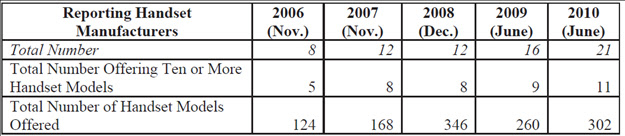 Reporting Handset Manufacturers 2006 (Nov.) 2007 (Nov.) 2008 (Dec.) 2009 (June) 2010 (June)
Total Number 8 12 12 16 21
Total Number Offering Ten or More
Handset Models 5 8 8 9 11
Total Number of Handset Models
Offered 124 168 346 260 302